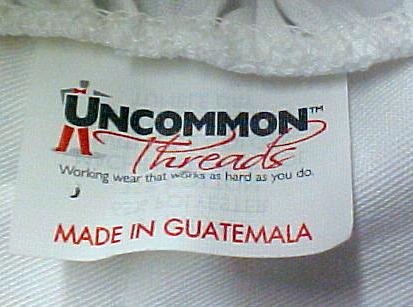 UNCOMMON™
Threads
Working wear that works as hard as you do.
MADE IN GUATEMALA